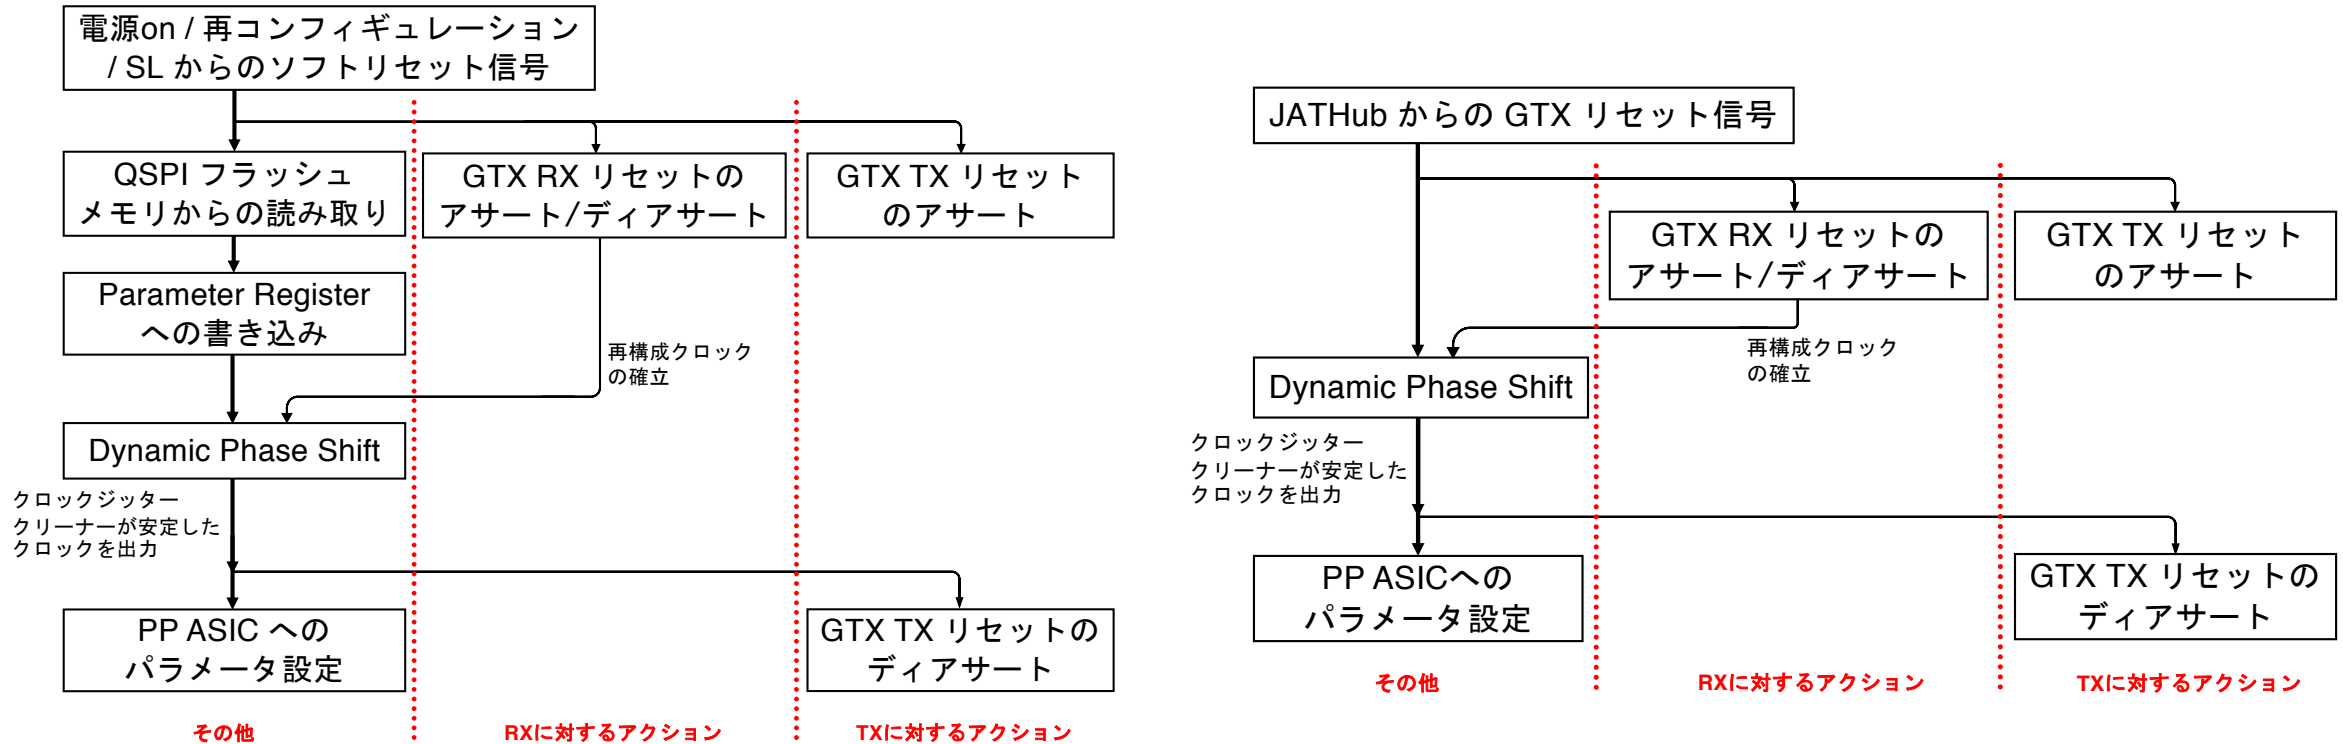 電源on / 再コンフィギュレーション
/ SL からのソフトリセット信号
QSPI フラッシュ
メモリからの読み取り
GTX RX リセットの
アサート/ディアサート
GTX TX リセット
のアサート
Parameter Register
への書き込み
再構成クロック
の確立
Dynamic Phase Shift
クロックジッター
クリーナーが安定した
クロックを出力
PP ASIC への
パラメータ設定
GTX TX リセットの
ディアサート
その他
RXに対するアクション
TXに対するアクション
JATHub からの GTX リセット信号
GTX RX リセットの
アサート/ディアサート
GTX TX リセット
のアサート
再構成クロック
の確立
Dynamic Phase Shift
クロックジッター
クリーナーが安定した
クロックを出力
PP ASICへの
パラメータ設定
GTX TX リセットの
ディアサート
その他
RXに対するアクション
TXに対するアクション